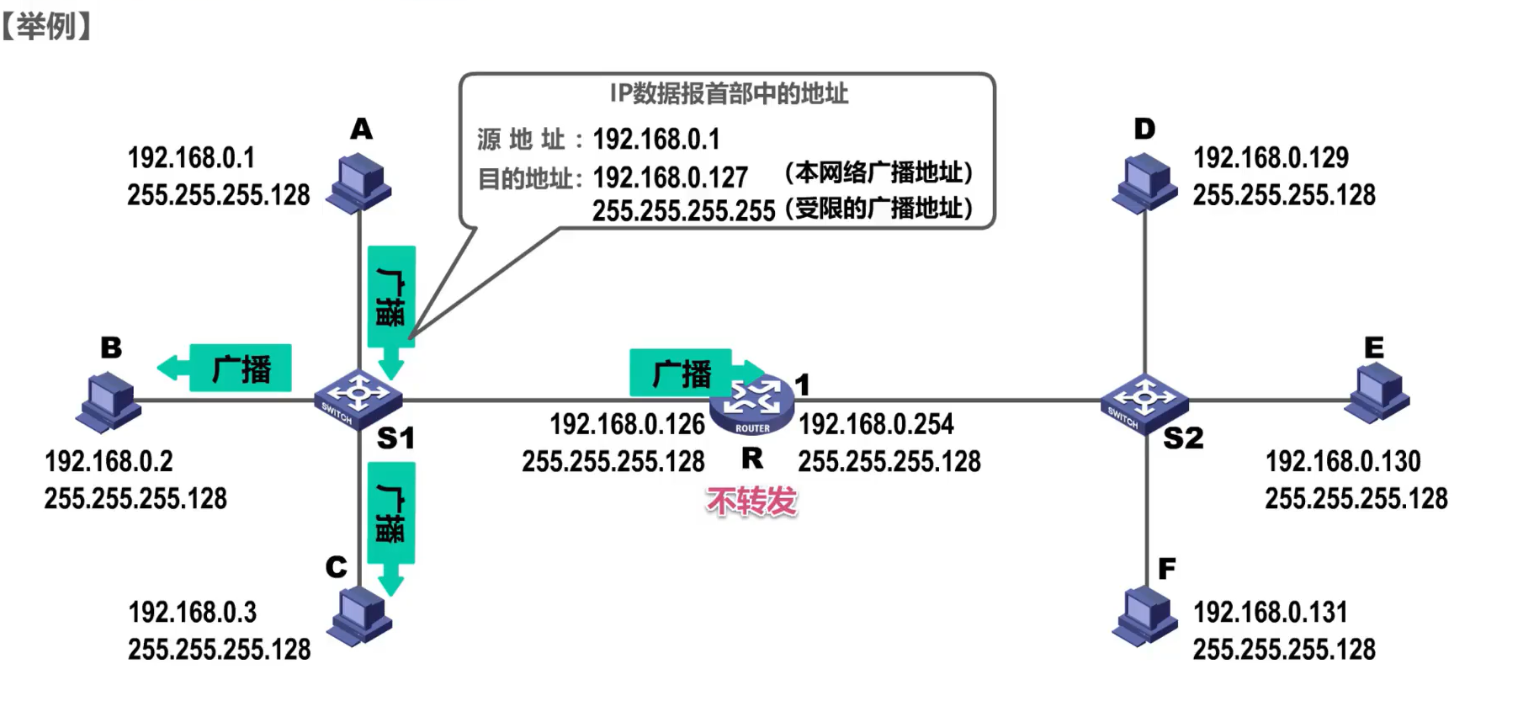 【举例】
IP数据报首部中的地址
源 地 址 : 192.168.0.1
目的地址: 192.168.0.127 (本网络广播地址)
255.255.255.255 (受限的广播地址)
A
192.168.0.1
255.255.255.128
D
192.168.0.129
255.255.255.128
广播
B
广播
192.168.0.2
255.255.255.128
SWITCH
S1
广播
192.168.0.126
255.255.255.128
1
ROUTER
R
不转发
192.168.0.254
255.255.255.128
SWITCH
S2
E
192.168.0.130
255.255.255.128
广播
C
192.168.0.3
255.255.255.128
F
192.168.0.131
255.255.255.128